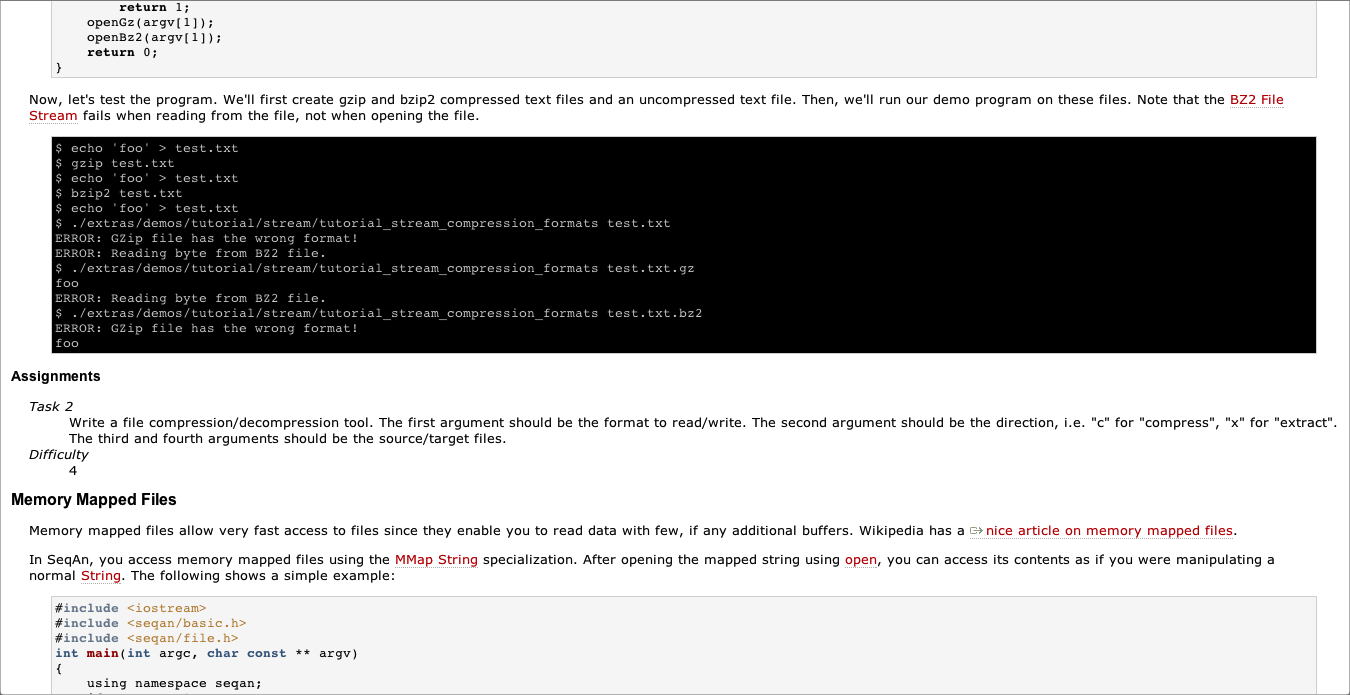 return 1;
openGz(argv[1]);
openBz2(argv[1]);
return 0;
}
Now, let's test the program. We'll first create gzip and bzip2 compressed text files and an uncompressed text file. Then, we'll run our demo program on these files. Note that the BZ2 File
Stream fails when reading from the file, not when opening the file.
$ echo 'foo' > test.txt
$ gzip test.txt
$ echo 'foo' > test.txt
$ bzip2 test.txt
$ echo 'foo' > test.txt
$ ./extras/demos/tutorial/stream/tutorial_stream_compression_formats test.txt
ERROR: GZip file has the wrong format!
ERROR: Reading byte from BZ2 file.
$ ./extras/demos/tutorial/stream/tutorial_stream_compression_formats test.txt.gz
foo
ERROR: Reading byte from BZ2 file.
$ ./extras/demos/tutorial/stream/tutorial_stream_compression_formats test.txt.bz2
ERROR: GZip file has the wrong format!
foo
Assignments
Task 2
Write a file compression/decompression tool. The first argument should be the format to read/write. The second argument should be the direction, i.e. "c" for "compress", "x" for "extract".
The third and fourth arguments should be the source/target files.
Difficulty
4
Memory Mapped Files
Memory mapped files allow very fast access to files since they enable you to read data with few, if any additional buffers. Wikipedia has a nice article on memory mapped files.
In SeqAn, you access memory mapped files using the MMap String specialization. After opening the mapped string using open, you can access its contents as if you were manipulating a
normal String. The following shows a simple example:
#include <iostream>
#include <seqan/basic.h>
#include <seqan/file.h>
int main(int argc, char const ** argv)
{
using namespace seqan;